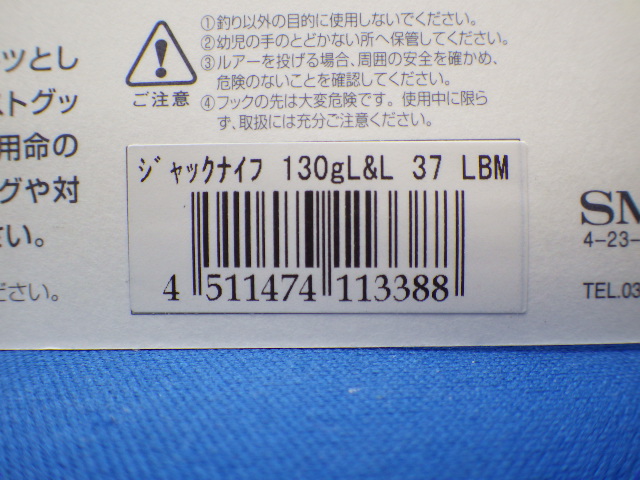 ①釣り以外の目的に使用しないでください。
②幼児の手のとどかない所へ保管してください。
③ルアーを投げる場合、周囲の安全を確かめ、
危険のないことを確認してください。
④フックの先は大変危険です。使用中に限ら
ず、取扱には充分ご注意ください。
ご注意
ツとし
ストグッ
用命の
グや対
さい。
ださい。
ジャックナイフ 130gL&L 37 LBM
4 511474 113388
SM
4-23-
TEL.03